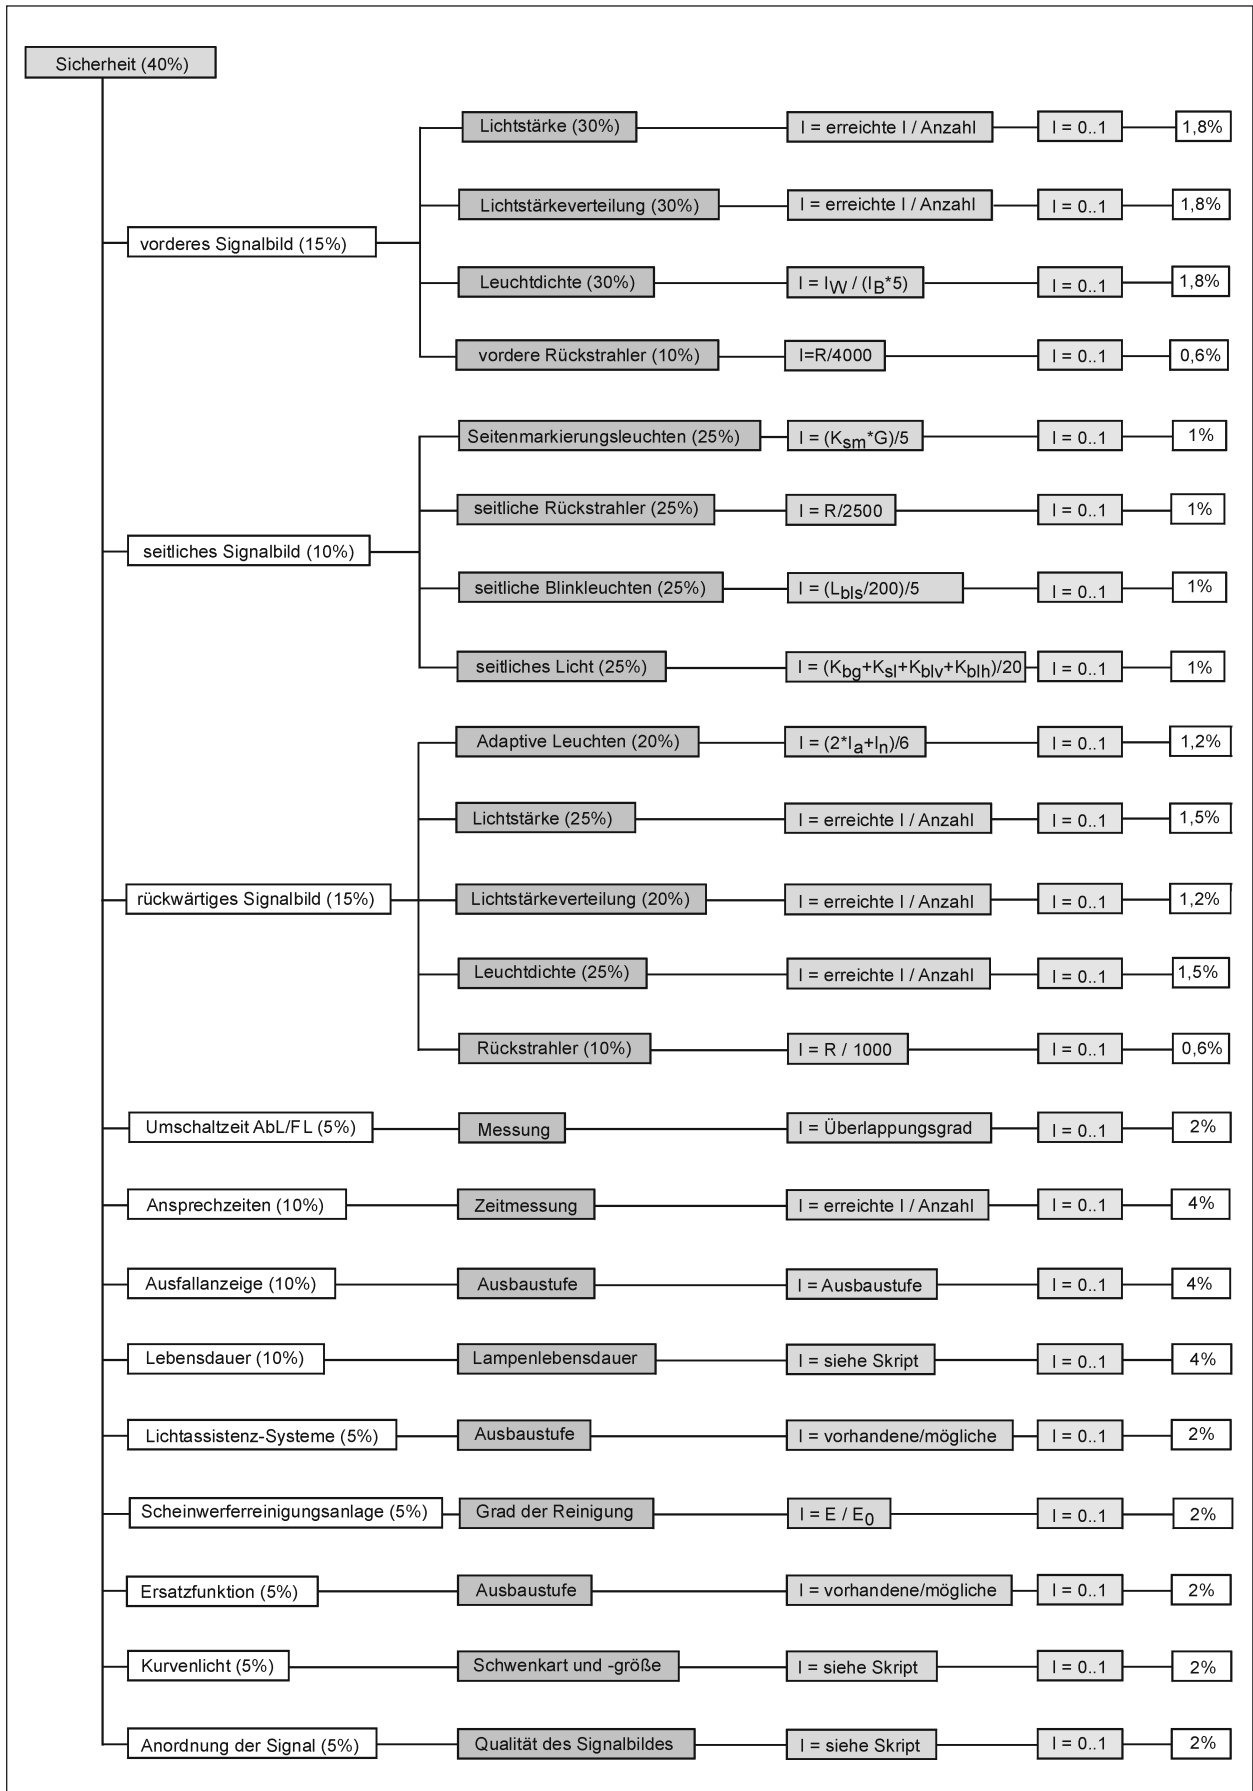 Sicherheit (40%)
Lichtstärke (30%) I = erreichte I / Anzahl I = 0..1 1,8%
Lichtstärkeverteilung (30%) I = erreichte I / Anzahl I = 0..1 1,8%
vorderes Signalbild (15%)
Leuchtdichte (30%) I = IW / (IB*5) I = 0..1 1,8%
vordere Rückstrahler (10%) I=R/4000 I = 0..1 0,6%
Seitenmarkierungsleuchten (25%) I = (Ksm*G)/5 I = 0..1 1%
seitliche Rückstrahler (25%) I = R/2500 I = 0..1 1%
seitliches Signalbild (10%)
seitliche Blinkleuchten (25%) I = (Lbls/200)/5 I = 0..1 1%
seitliches Licht (25%) I = (Kbg+Ksl+Kblv+Kblh)/20 I = 0..1 1%
Adaptive Leuchten (20%) I = (2*Ia+In)/6 I = 0..1 1,2%
Lichtstärke (25%) I = erreichte I / Anzahl I = 0..1 1,5%
rückwärtiges Signalbild (15%) Lichtstärkeverteilung (20%) I = erreichte I / Anzahl I = 0..1 1,2%
Leuchtdichte (25%) I = erreichte I / Anzahl I = 0..1 1,5%
Rückstrahler (10%) I = R / 1000 I = 0..1 0,6%
Umschaltzeit AbL/FL (5%) Messung I = Überlappungsgrad I = 0..1 2%
Ansprechzeiten (10%) Zeitmessung I = erreichte I / Anzahl I = 0..1 4%
Ausfallanzeige (10%) Ausbaustufe I = Ausbaustufe I = 0..1 4%
Lebensdauer (10%) Lampenlebensdauer I = siehe Skript I = 0..1 4%
Lichtassistenz-Systeme (5%) Ausbaustufe I = vorhandene/mögliche I = 0..1 2%
Scheinwerferreinigungsanlage (5%) Grad der Reinigung I = E / E0 I = 0..1 2%
Ersatzfunktion (5%) Ausbaustufe I = vorhandene/mögliche I = 0..1 2%
Kurvenlicht (5%) Schwenkart und -größe I = siehe Skript I = 0..1 2%
Anordnung der Signal (5%) Qualität des Signalbildes I = siehe Skript I = 0..1 2%